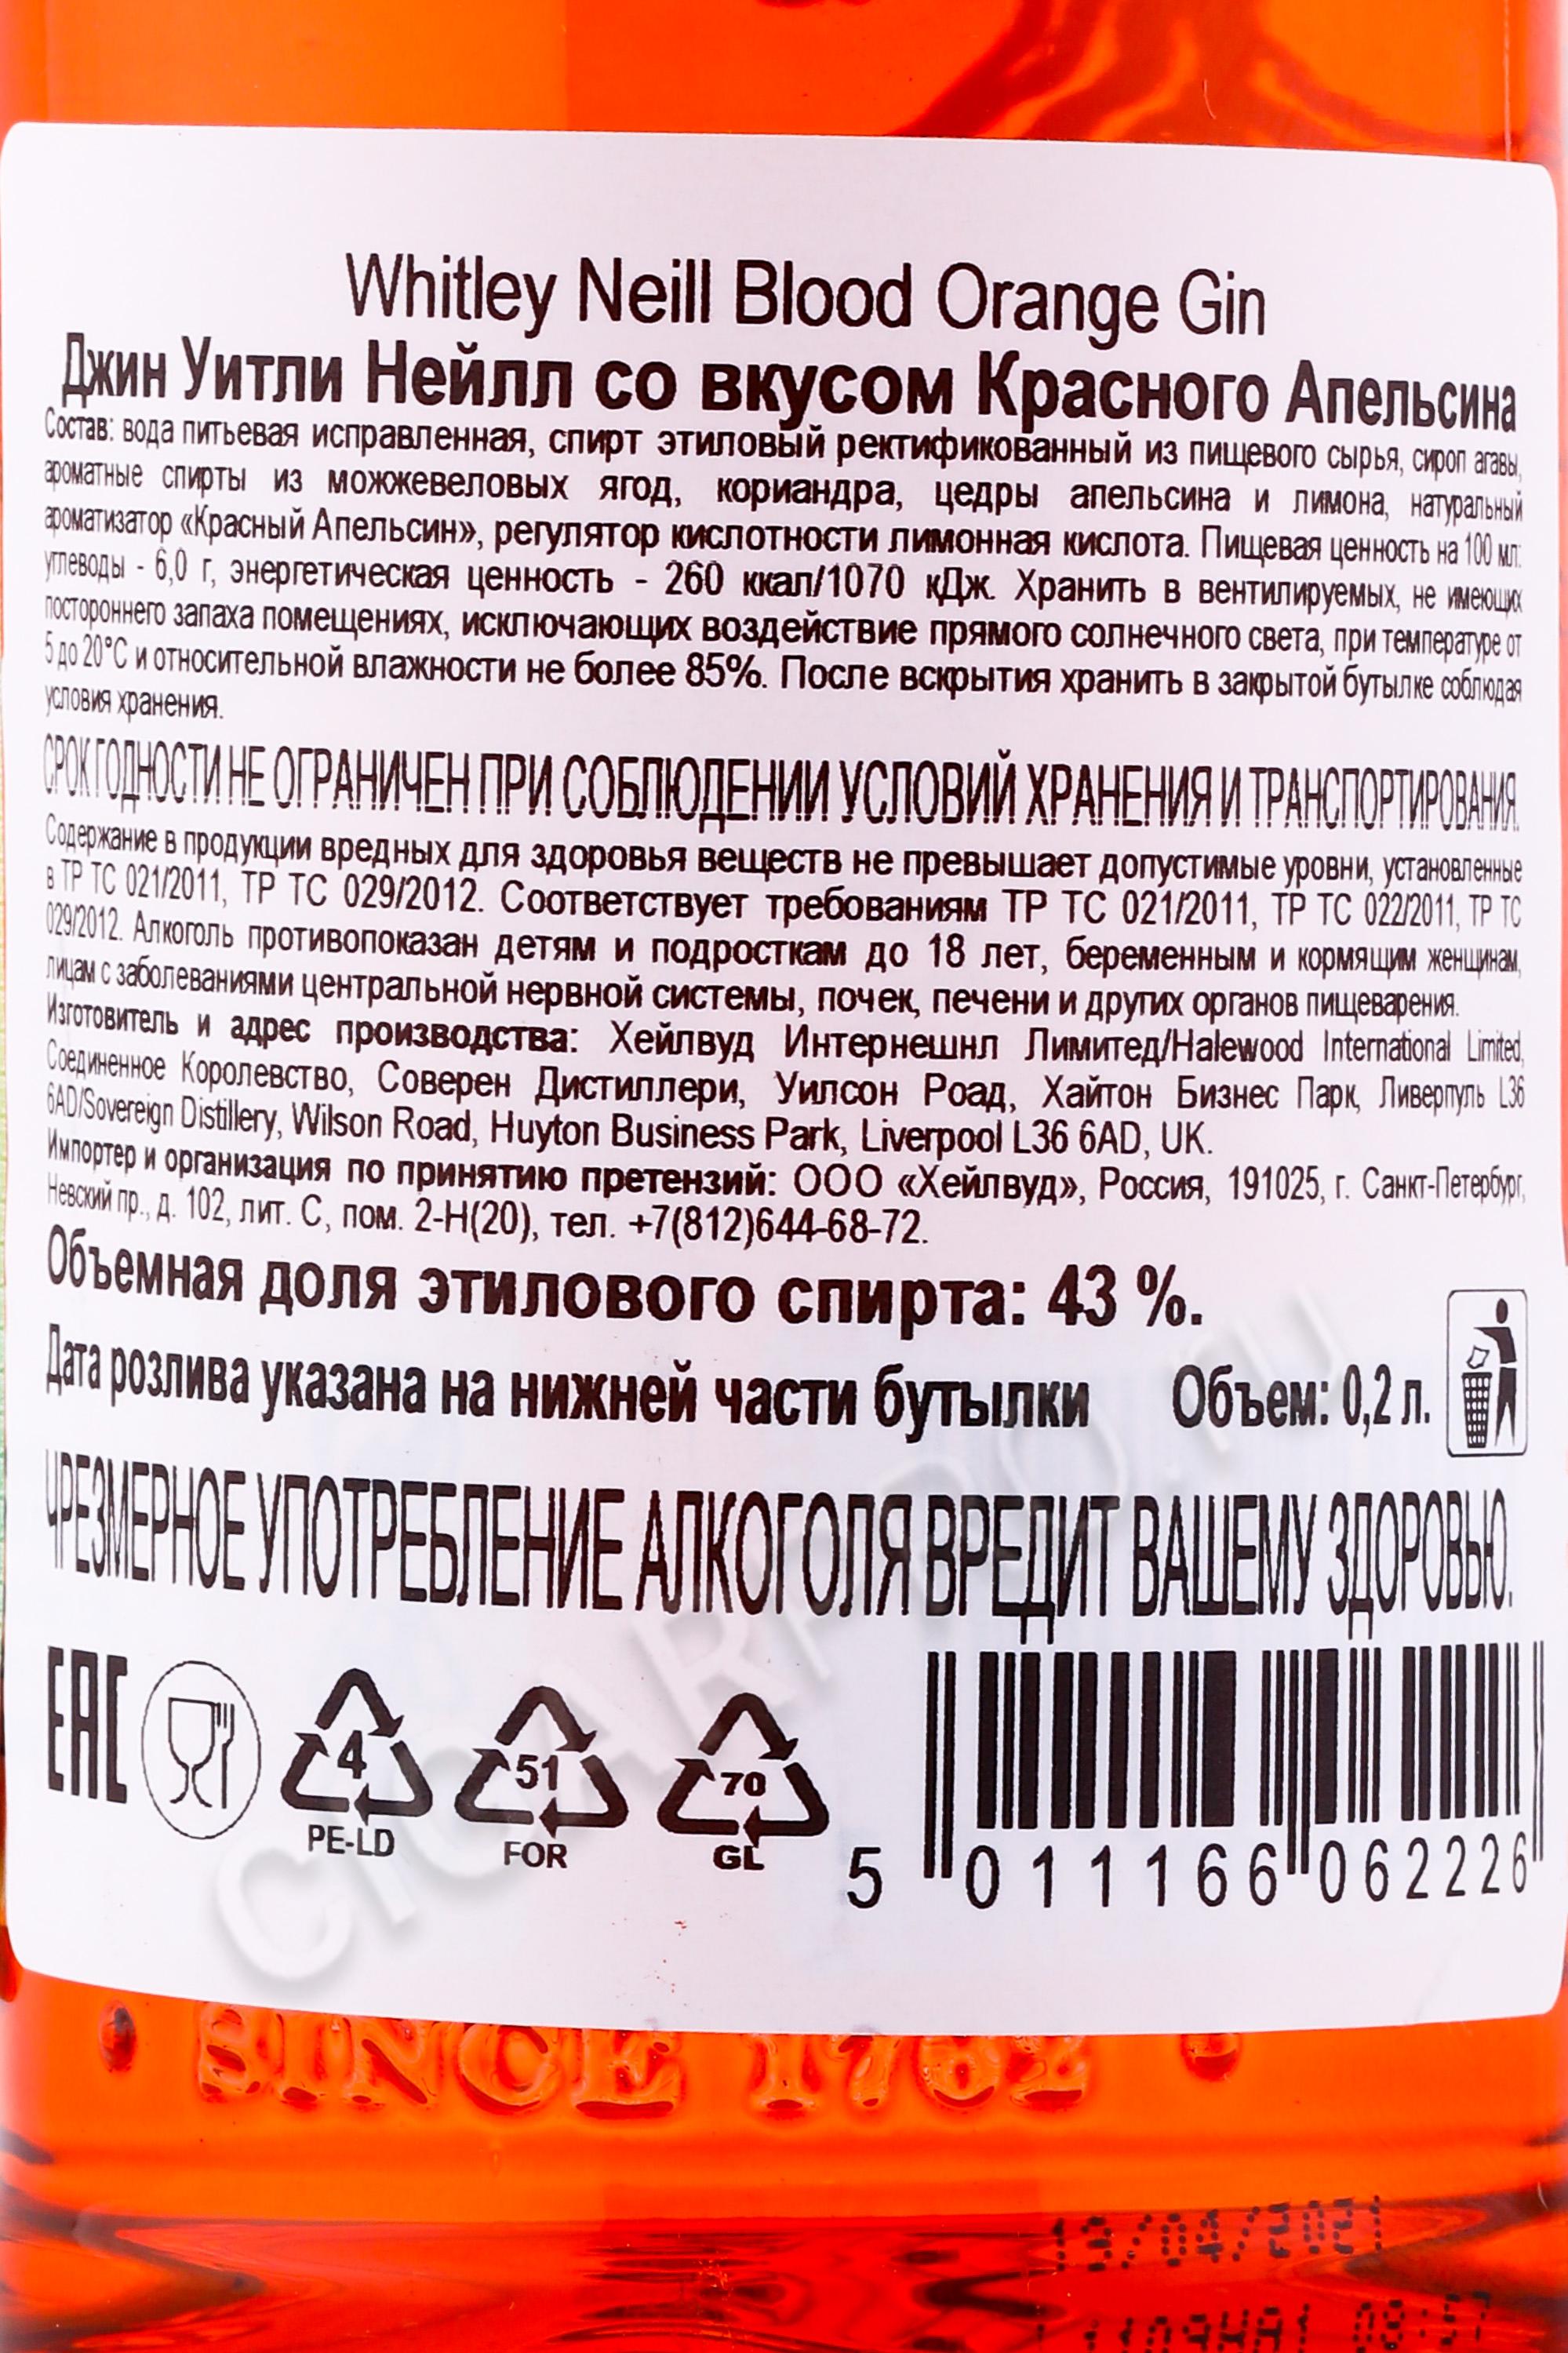 Whitley Neill Blood Orange Gin
Джин Уитли Нейлл со вкусом Красного Апельсина
Состав: вода питьевая исправленная, спирт этиловый ректификованный из пищевого сырья, сироп агавы,
ароматные спирты из можжевеловых ягод, кориандра, цедры апельсина и лимона, натуральный
ароматизатор «Красный Апельсин», регулятор кислотности лимонная кислота. Пищевая ценность на 100 мл:
углеводы - 6,0 г, энергетическая ценность - 260 ккал/1070 кДж. Хранить в вентилируемых, не имеющих
постороннего запаха помещениях, исключающих воздействие прямого солнечного света, при температуре от
5 до 20°C и относительной влажности не более 85%. После вскрытия хранить в закрытой бутылке соблюдая
условия хранения.
СРОК ГОДНОСТИ НЕ ОГРАНИЧЕН ПРИ СОБЛЮДЕНИИ УСЛОВИЙ ХРАНЕНИЯ И ТРАНСПОРТИРОВАНИЯ.
Содержание в продукции вредных для здоровья веществ не превышает допустимые уровни, установленные
в ТР ТС 021/2011, ТР ТС 029/2012. Соответствует требованиям ТР ТС 021/2011, ТР ТС 022/2011, ТР ТС
029/2012. Алкоголь противопоказан детям и подросткам до 18 лет, беременным и кормящим женщинам,
лицам с заболеваниями центральной нервной системы, почек, печени и других органов пищеварения.
Изготовитель и адрес производства: Хейлвуд Интернешнл Лимитед/Halewood International Limited,
Соединенное Королевство, Соверен Дистиллери, Уилсон Роад, Хайтон Бизнес Парк, Ливерпуль L36
6AD/Sovereign Distillery, Wilson Road, Huyton Business Park, Liverpool L36 6AD, UK.
Импортер и организация по принятию претензий: ООО «Хейлвуд», Россия, 191025, г. Санкт-Петербург,
Невский пр., д. 102, лит. С, пом. 2-Н(20), тел. +7(812)644-68-72.
Объемная доля этилового спирта: 43 %.
Дата розлива указана на нижней части бутылки Объем: 0,2 л.
ЧРЕЗМЕРНОЕ УПОТРЕБЛЕНИЕ АЛКОГОЛЯ ВРЕДИТ ВАШЕМУ ЗДОРОВЬЮ.
EAC 4 51 70
PE-LD FOR GL
5 011166 062226
CIGARPRO.ru
SINCE 1762
19/04/2021
08:57